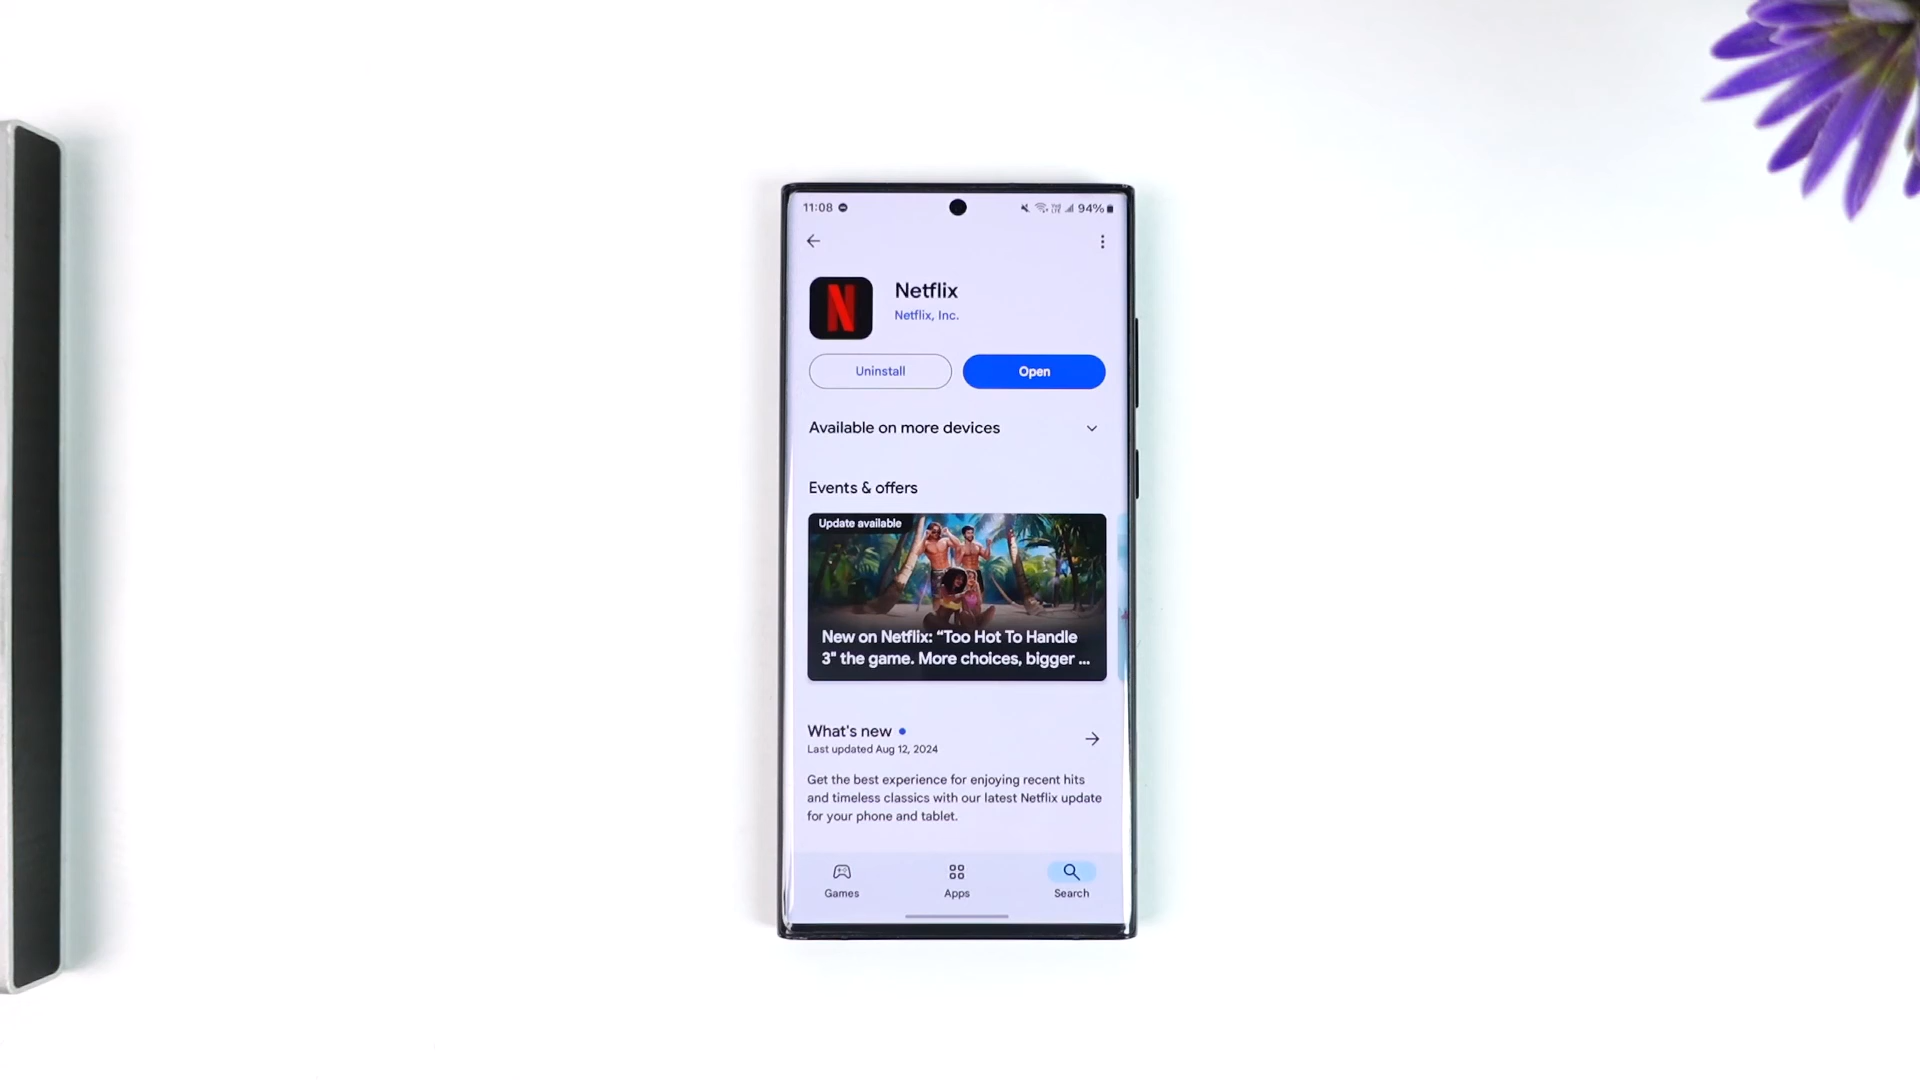 11:08
94%
N
Netflix
Netflix, Inc.
Uninstall
Open
Available on more devices
Events & offers
Update available
New on Netflix: “Too Hot To Handle
3" the game. More choices, bigger ...
What's new
Last updated Aug 12, 2024
Get the best experience for enjoying recent hits
and timeless classics with our latest Netflix update
for your phone and tablet.
Games
Apps
Search